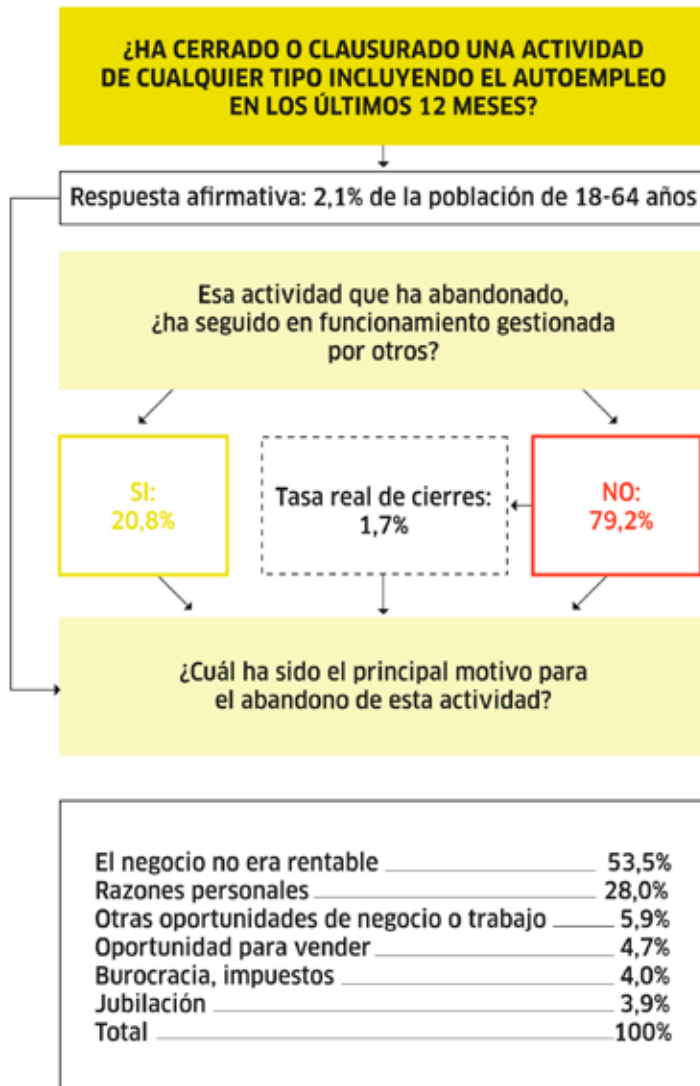 ¿HA CERRADO O CLAUSURADO UNA ACTIVIDAD
DE CUALQUIER TIPO INCLUYENDO EL AUTOEMPLEO
EN LOS ÚLTIMOS 12 MESES?
Respuesta afirmativa: 2,1% de la población de 18-64 años
Esa actividad que ha abandonado,
¿ha seguido en funcionamiento gestionada
por otros?
SI:
20,8%
Tasa real de cierres:
1,7%
NO:
79,2%
¿Cuál ha sido el principal motivo para
el abandono de esta actividad?
El negocio no era rentable 53,5%
Razones personales 28,0%
Otras oportunidades de negocio o trabajo 5,9%
Oportunidad para vender 4,7%
Burocracia, impuestos 4,0%
Jubilación 3,9%
Total 100%